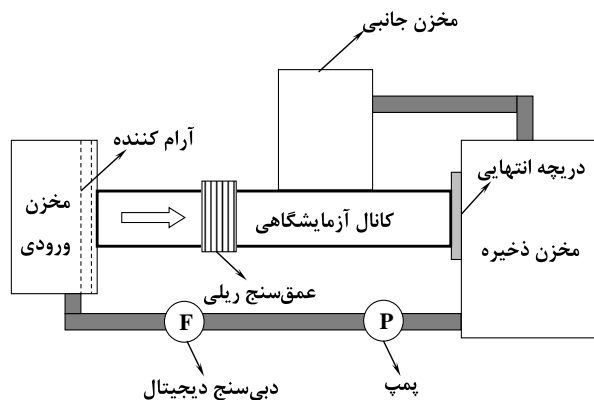 مخزن جانبی
آرام کننده
دریچه انتهایی
مخزن
ورودی
کانال آزمایشگاهی
مخزن ذخیره
عمق‌سنج ریلی
F
P
دبی‌سنج دیجیتال
پمپ